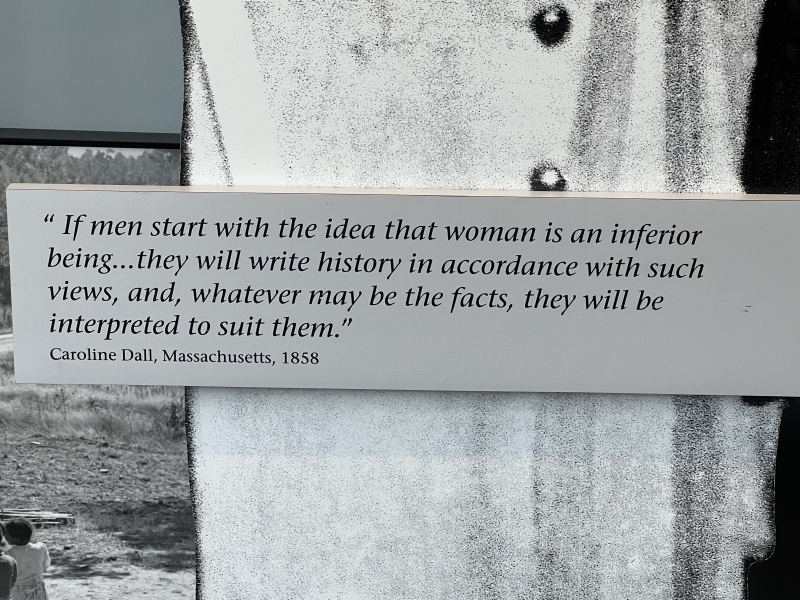 “ If men start with the idea that woman is an inferior
being...they will write history in accordance with such
views, and, whatever may be the facts, they will be
interpreted to suit them.”
Caroline Dall, Massachusetts, 1858